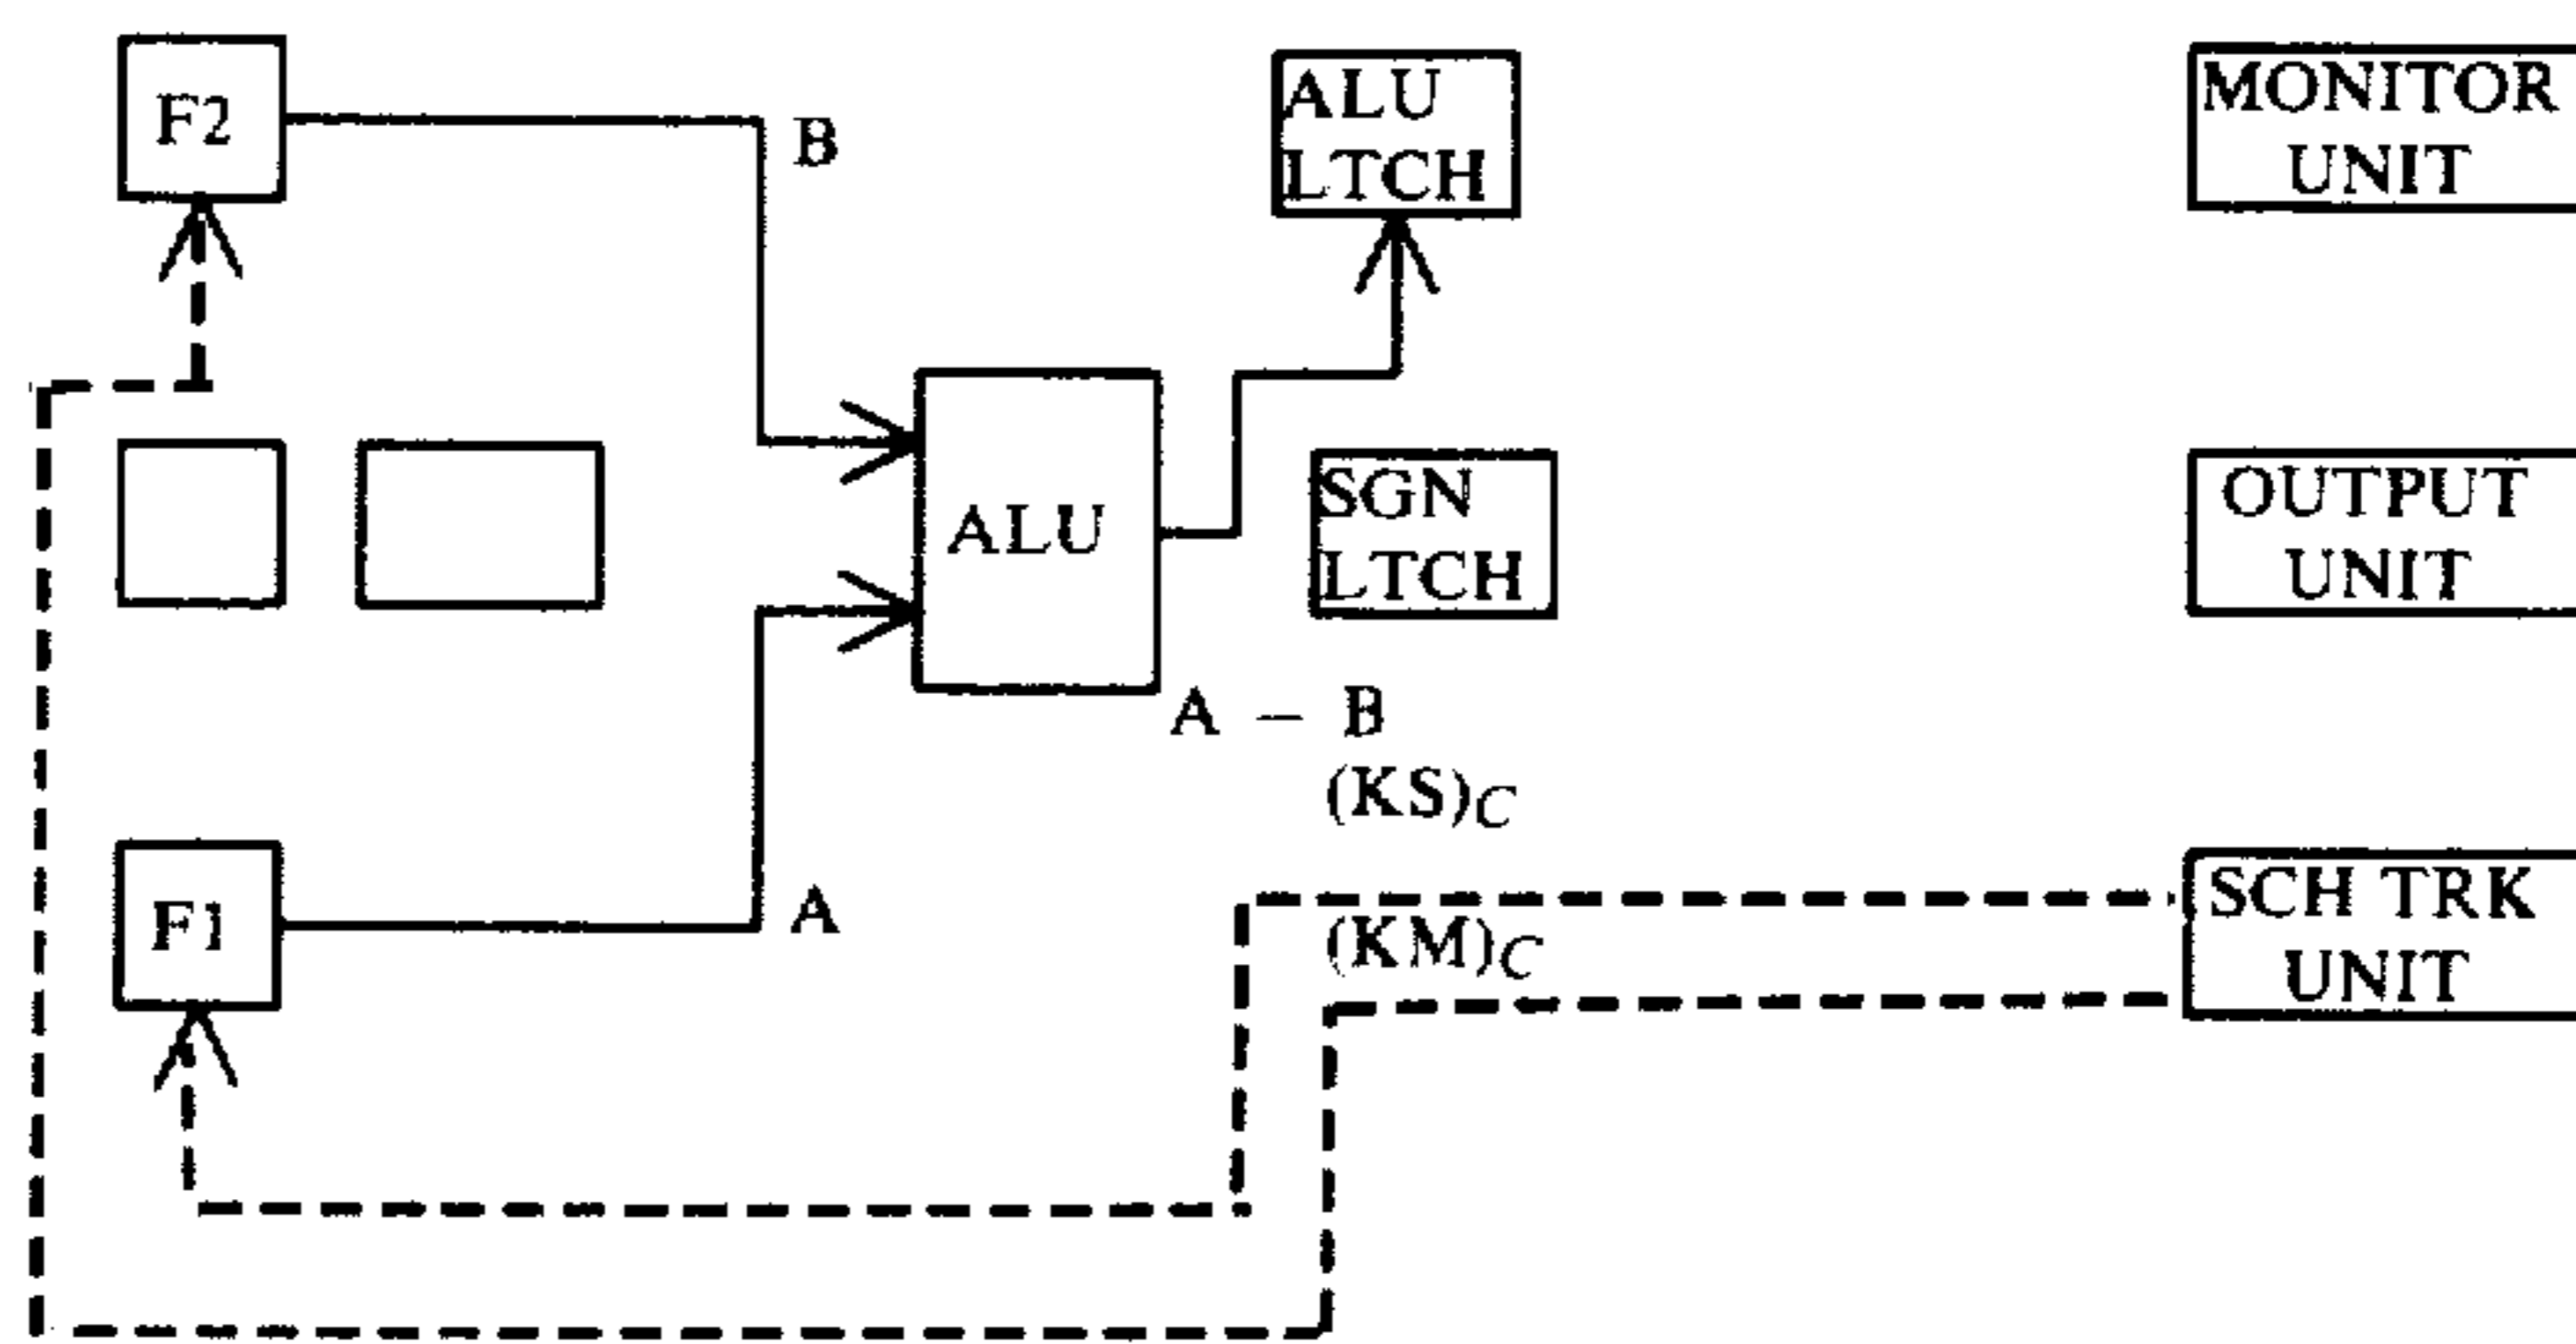 F2
B
ALU
LTCH
MONITOR
UNIT
ALU
SGN
LTCH
OUTPUT
UNIT
A − B
(KS)C
F1
A
(KM)C
SCH TRK
UNIT